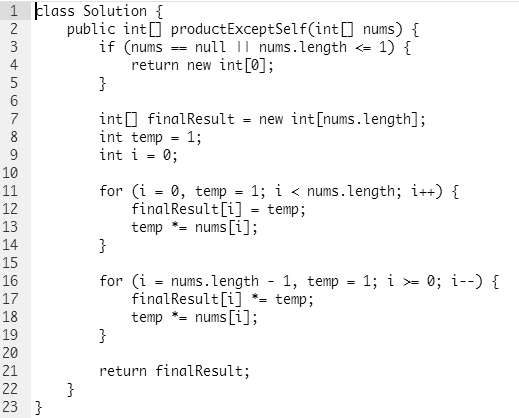 1 class Solution {
2 public int[] productExceptSelf(int[] nums) {
3 if (nums == null || nums.length <= 1) {
4 return new int[0];
5 }
6
7 int[] finalResult = new int[nums.length];
8 int temp = 1;
9 int i = 0;
10
11 for (i = 0, temp = 1; i < nums.length; i++) {
12 finalResult[i] = temp;
13 temp *= nums[i];
14 }
15
16 for (i = nums.length - 1, temp = 1; i >= 0; i--) {
17 finalResult[i] *= temp;
18 temp *= nums[i];
19 }
20
21 return finalResult;
22 }
23 }